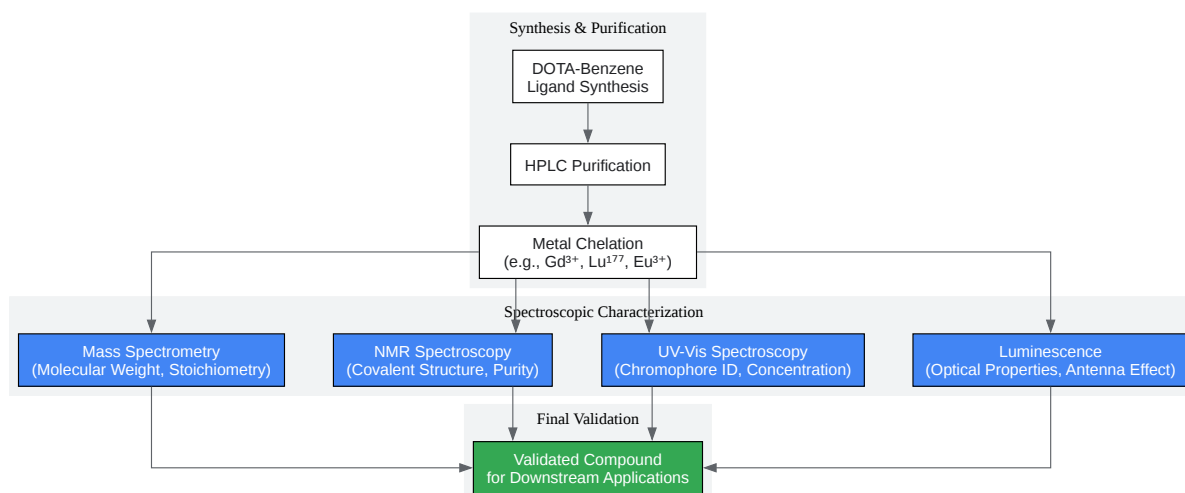 Synthesis & Purification
DOTA-Benzene
Ligand Synthesis
HPLC Purification
Metal Chelation
(e.g., Gd³⁺, Lu¹⁷⁷, Eu³⁺)
Spectroscopic Characterization
Mass Spectrometry
(Molecular Weight, Stoichiometry)
NMR Spectroscopy
(Covalent Structure, Purity)
UV-Vis Spectroscopy
(Chromophore ID, Concentration)
Luminescence
(Optical Properties, Antenna Effect)
Final Validation
Validated Compound
for Downstream Applications